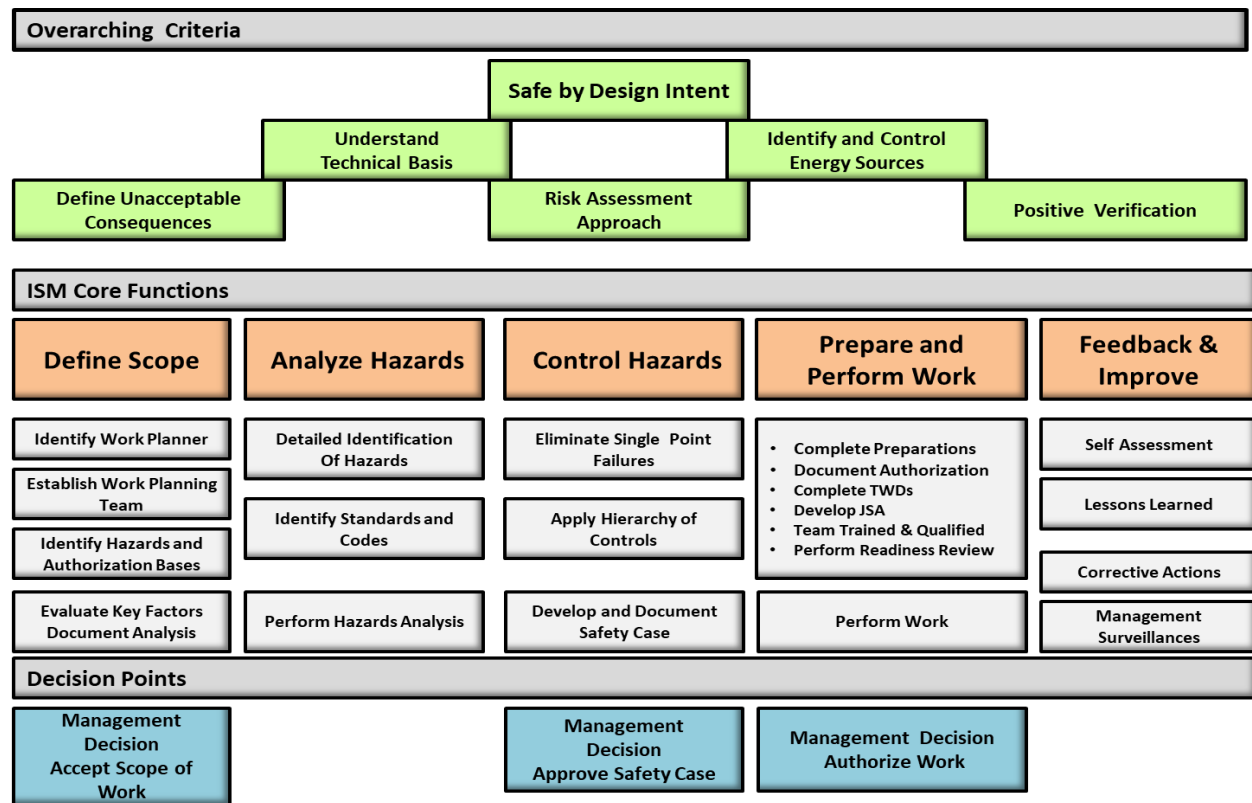 Overarching Criteria
Safe by Design Intent
Understand
Technical Basis
Identify and Control
Energy Sources
Define Unacceptable
Consequences
Risk Assessment
Approach
Positive Verification
ISM Core Functions
Define Scope
Analyze Hazards
Control Hazards
Prepare and
Perform Work
Feedback &
Improve
Identify Work Planner
Establish Work Planning
Team
Identify Hazards and
Authorization Bases
Evaluate Key Factors
Document Analysis
Detailed Identification
Of Hazards
Identify Standards and
Codes
Perform Hazards Analysis
Eliminate Single Point
Failures
Apply Hierarchy of
Controls
Develop and Document
Safety Case
• Complete Preparations
• Document Authorization
• Complete TWDs
• Develop JSA
• Team Trained & Qualified
• Perform Readiness Review
Perform Work
Self Assessment
Lessons Learned
Corrective Actions
Management
Surveillances
Decision Points
Management
Decision
Accept Scope of
Work
Management
Decision
Approve Safety Case
Management Decision
Authorize Work